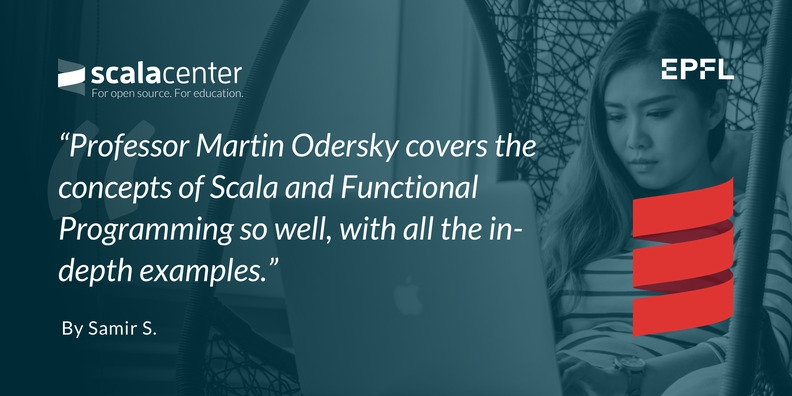 scalacenter
For open source. For education.
EPFL
“Professor Martin Odersky covers the
concepts of Scala and Functional
Programming so well, with all the in-
depth examples.”
By Samir S.